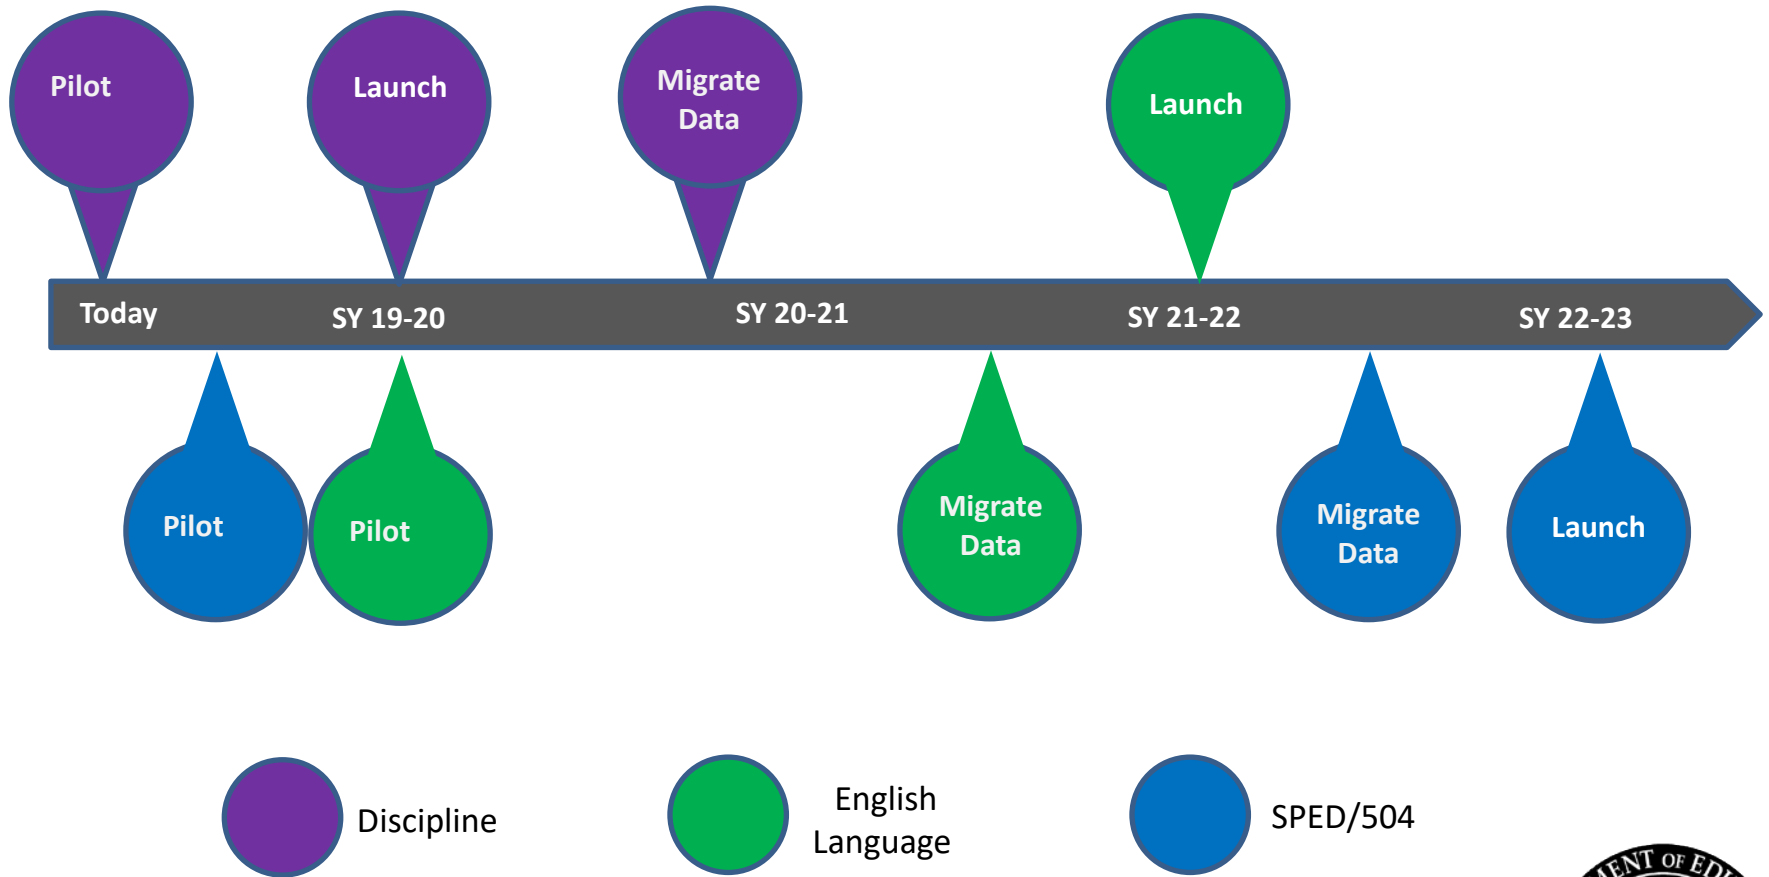 Pilot
Launch
Migrate
Data
Launch
Today
SY 19-20
SY 20-21
SY 21-22
SY 22-23
Pilot
Pilot
Migrate
Data
Migrate
Data
Launch
Discipline
English
Language
SPED/504
OF